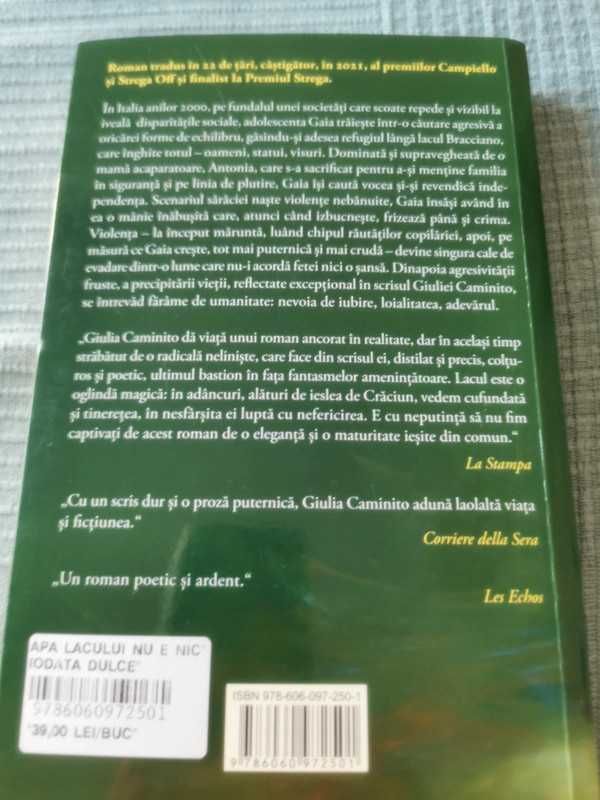 Roman tradus în 22 de țări, câștigător, în 2021, al premiilor Campiello
și Strega Off și finalist la Premiul Strega.
În Italia anilor 2000, pe fundalul unei societăți care scoate repede și vizibil la
iveală disparitățile sociale, adolescenta Gaia trăiește într-o căutare agresivă a
oricărei forme de echilibru, găsindu-și adesea refugiul lângă lacul Bracciano,
care înghite totul – oameni, statui, visuri. Dominată și supravegheată de o
mamă acaparatoare, Antonia, care s-a sacrificat pentru a-și menține familia
în siguranță și pe linia de plutire, Gaia își caută vocea și-și revendică inde-
pendența. Scenariul sărăciei naște violențe nebănuite, Gaia însăși având în
ea o mânie înăbușită care, atunci când izbucnește, frizează până și crima.
Violența – la început măruntă, luând chipul răutăților copilăriei, apoi, pe
măsură ce Gaia crește, tot mai puternică și mai crudă – devine singura cale de
evadare dintr-o lume care nu-i acordă fetei nici o șansă. Dinapoia agresivității
fruste, a precipitării vieții, reflectate excepțional în scrisul Giuliei Caminito,
se întrevăd fărâme de umanitate: nevoia de iubire, loialitatea, adevărul.
„Giulia Caminito dă viață unui roman ancorat în realitate, dar în același timp
străbătut de o radicală neliniște, care face din scrisul ei, distilat și precis, colțu-
ros și poetic, ultimul bastion în fața fantasmelor amenințătoare. Lacul este o
oglindă magică: în adâncuri, alături de ieslea de Crăciun, vedem cufundată
și tinerețea, în nesfârșita ei luptă cu nefericirea. E cu neputință să nu fim
captivați de acest roman de o eleganță și o maturitate ieșite din comun.“
La Stampa
„Cu un scris dur și o proză puternică, Giulia Caminito adună laolaltă viața
și ficțiunea.“
Corriere della Sera
„Un roman poetic și ardent.“
Les Echos
APA LACULUI NU E NIC"
IODATA DULCE"
9786060972501
"39,00 LEI/BUC"
ISBN 978-606-097-250-1
9 786060 972501